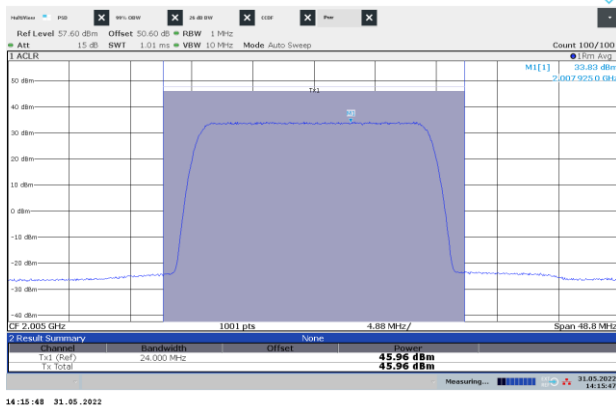 MultiView PSD X 99% OBW X 26 dB BW X CCDF X Pwr X
Ref Level 57.60 dBm Offset 50.60 dB RBW 1 MHz
Att 15 dB SWT 1.01 ms VBW 10 MHz Mode Auto Sweep Count 100/100
1 ACLR 1Rm Avg
M1[1] 33.83 dBm
2.007925.0 GHz
50 dBm
Tx1
40 dBm
M1
30 dBm
20 dBm
10 dBm
0 dBm
-10 dBm
-20 dBm
-30 dBm
-40 dBm
CF 2.005 GHz 1001 pts 4.88 MHz/ Span 48.8 MHz
2 Result Summary None
Channel Bandwidth Offset Power
Tx1 (Ref) 24.000 MHz 45.96 dBm
Tx Total 45.96 dBm
Measuring... 31.05.2022
14:15:47
14:15:48 31.05.2022